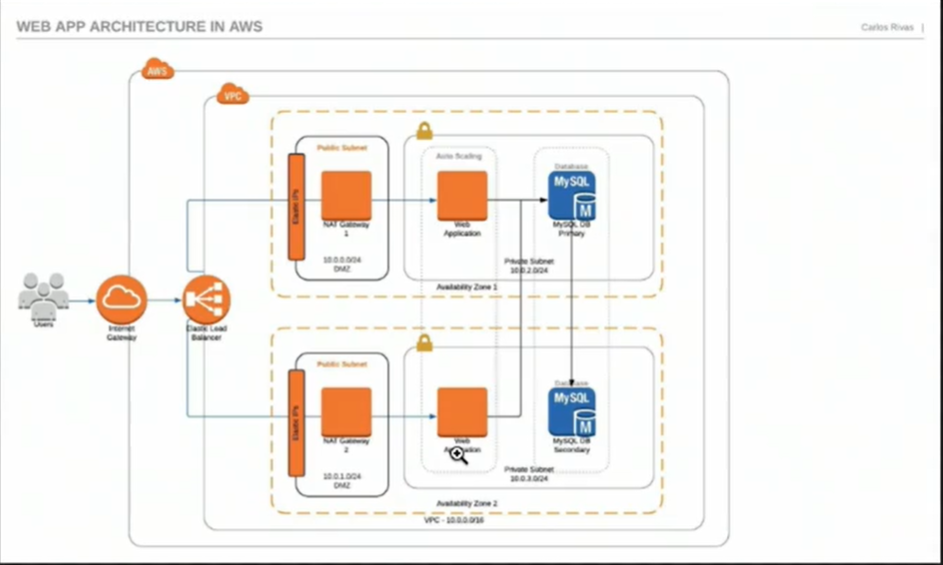 WEB APP ARCHITECTURE IN AWS
Carlos Rivas |
AWS
VPC
Public Subnet
Elastic IPs
NAT Gateway
1
10.0.0.0/24
DMZ
Auto Scaling
Web
Application
Database
MySQL
M
MySQL DB
Primary
Private Subnet
10.0.2.0/24
Availability Zone 1
Users
Internet
Gateway
Elastic Load
Balancer
Public Subnet
Elastic IPs
NAT Gateway
2
10.0.1.0/24
DMZ
Web
Application
Database
MySQL
M
MySQL DB
Secondary
Private Subnet
10.0.3.0/24
Availability Zone 2
VPC - 10.0.0.0/16